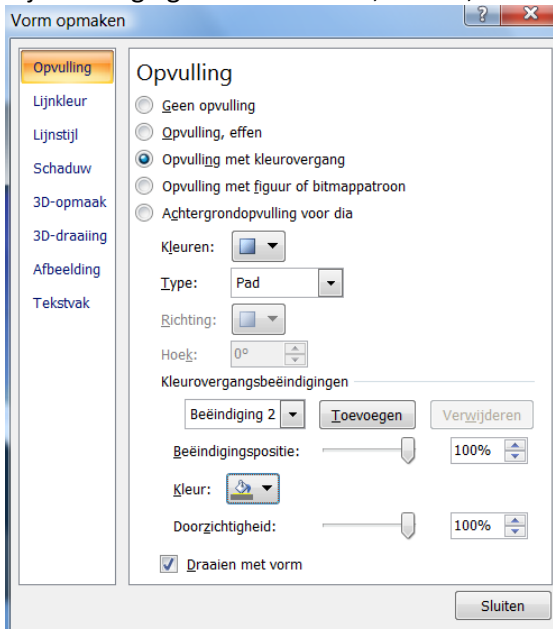 Vorm opmaken
Opvulling
Lijnkleur
Lijnstijl
Schaduw
3D-opmaak
3D-draaiing
Afbeelding
Tekstvak
Opvulling
Geen opvulling
Opvulling, effen
Opvulling met kleurovergang
Opvulling met figuur of bitmappatroon
Achtergrondopvulling voor dia
Kleuren:
Type: Pad
Richting:
Hoek: 0°
Kleurovergangsbeëindigingen
Beëindiging 2 Toevoegen Verwijderen
Beëindigingspositie: 100%
Kleur:
Doorzichtigheid: 100%
Draaien met vorm
Sluiten